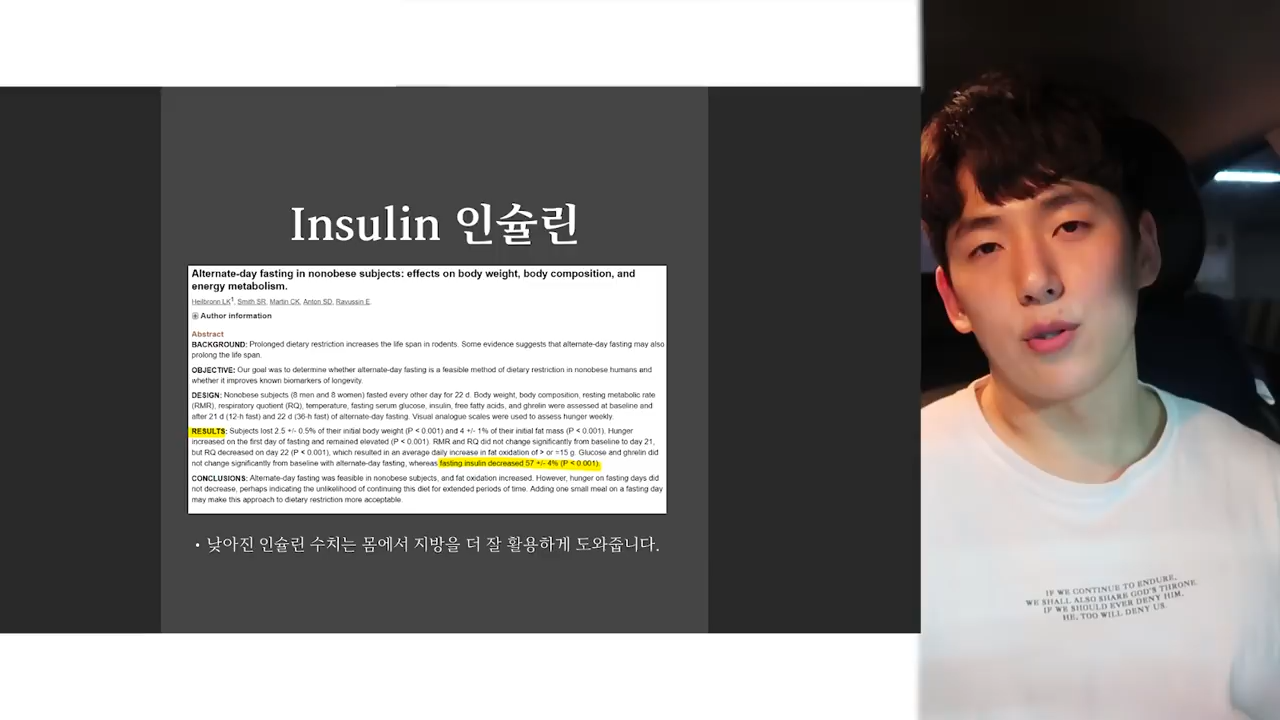 Insulin 인슐린
Alternate-day fasting in nonobese subjects: effects on body weight, body composition, and
energy metabolism.
Heilbronn LK1, Smith SR, Martin CK, Anton SD, Ravussin E.
Author information
Abstract
BACKGROUND: Prolonged dietary restriction increases the life span in rodents. Some evidence suggests that alternate-day fasting may also
prolong the life span.
OBJECTIVE: Our goal was to determine whether alternate-day fasting is a feasible method of dietary restriction in nonobese humans and
whether it improves known biomarkers of longevity.
DESIGN: Nonobese subjects (8 men and 8 women) fasted every other day for 22 d. Body weight, body composition, resting metabolic rate
(RMR), respiratory quotient (RQ), temperature, fasting serum glucose, insulin, free fatty acids, and ghrelin were assessed at baseline and
after 21 d (12-h fast) and 22 d (36-h fast) of alternate-day fasting. Visual analogue scales were used to assess hunger weekly.
RESULTS: Subjects lost 2.5 +/- 0.5% of their initial body weight (P < 0.001) and 4 +/- 1% of their initial fat mass (P < 0.001). Hunger
increased on the first day of fasting and remained elevated (P < 0.001). RMR and RQ did not change significantly from baseline to day 21,
but RQ decreased on day 22 (P < 0.001), which resulted in an average daily increase in fat oxidation of > or =15 g. Glucose and ghrelin did
not change significantly from baseline with alternate-day fasting, whereas fasting insulin decreased 57 +/- 4% (P < 0.001).
CONCLUSIONS: Alternate-day fasting was feasible in nonobese subjects, and fat oxidation increased. However, hunger on fasting days did
not decrease, perhaps indicating the unlikelihood of continuing this diet for extended periods of time. Adding one small meal on a fasting day
may make this approach to dietary restriction more acceptable.
• 낮아진 인슐린 수치는 몸에서 지방을 더 잘 활용하게 도와줍니다.
IF WE CONTINUE TO ENDURE,
WE SHALL ALSO SHARE GOD'S THRONE.
IF WE SHOULD EVER DENY HIM,
HE, TOO WILL DENY US.